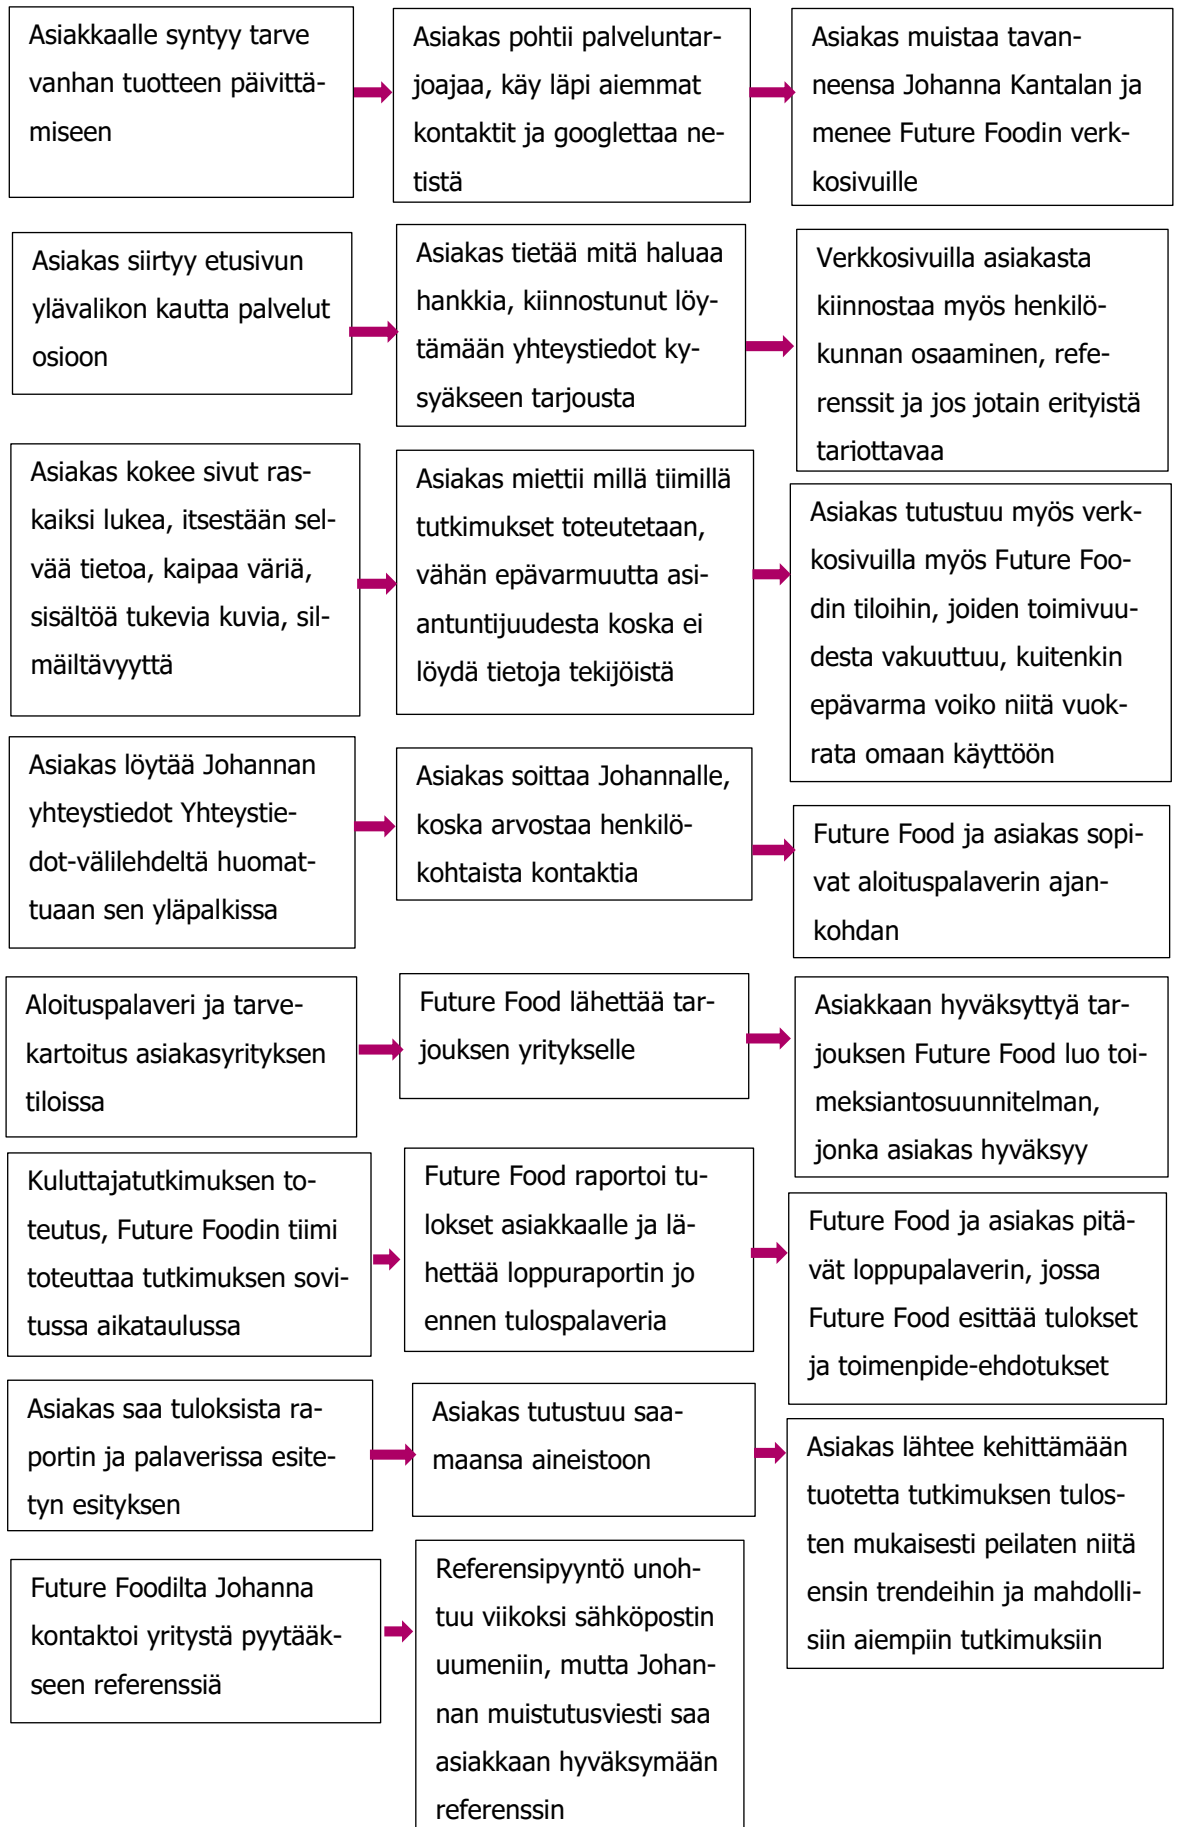 Asiakkaalle syntyy tarve
vanhan tuotteen päivittä-
miseen
Asiakas pohtii palveluntar-
joajaa, käy läpi aiemmat
kontaktit ja googlettaa ne-
tistä
Asiakas muistaa tavan-
neensa Johanna Kantalan ja
menee Future Foodin verk-
kosivuille
Asiakas siirtyy etusivun
ylävalikon kautta palvelut
osioon
Asiakas tietää mitä haluaa
hankkia, kiinnostunut löy-
tämään yhteystiedot ky-
syäkseen tarjousta
Verkkosivuilla asiakasta
kiinnostaa myös henkilö-
kunnan osaaminen, refe-
renssit ja jos jotain erityistä
tarjottavaa
Asiakas kokee sivut ras-
kaiksi lukea, itsestään sel-
vää tietoa, kaipaa väriä,
sisältöä tukevia kuvia, sil-
mäiltävyyttä
Asiakas miettii millä tiimillä
tutkimukset toteutetaan,
vähän epävarmuutta asi-
antuntijuudesta koska ei
löydä tietoja tekijöistä
Asiakas tutustuu myös verk-
kosivuilla myös Future Foo-
din tiloihin, joiden toimivuu-
desta vakuuttuu, kuitenkin
epävarma voiko niitä vuok-
rata omaan käyttöön
Asiakas löytää Johannan
yhteystiedot Yhteystie-
dot-välilehdeltä huomat-
tuaan sen yläpalkissa
Asiakas soittaa Johannalle,
koska arvostaa henkilö-
kohtaista kontaktia
Future Food ja asiakas sopi-
vat aloituspalaverin ajan-
kohdan
Aloituspalaveri ja tarve-
kartoitus asiakasyrityksen
tiloissa
Future Food lähettää tar-
jouksen yritykselle
Asiakkaan hyväksyttyä tar-
jouksen Future Food luo toi-
meksiantosuunnitelman,
jonka asiakas hyväksyy
Kuluttajatutkimuksen to-
teutus, Future Foodin tiimi
toteuttaa tutkimuksen sovi-
tussa aikataulussa
Future Food raportoi tu-
lokset asiakkaalle ja lä-
hettää loppuraportin jo
ennen tulospalaveria
Future Food ja asiakas pitä-
vät loppupalaverin, jossa
Future Food esittää tulokset
ja toimenpide-ehdotukset
Asiakas saa tuloksista ra-
portin ja palaverissa esite-
tyn esityksen
Asiakas tutustuu saa-
maansa aineistoon
Asiakas lähtee kehittämään
tuotetta tutkimuksen tulos-
ten mukaisesti peilaten niitä
ensin trendeihin ja mahdolli-
siin aiempiin tutkimuksiin
Future Foodilta Johanna
kontaktoi yritystä pyytääk-
seen referenssiä
Referensipyyntö unoh-
tuu viikoksi sähköpostin
uumeniin, mutta Johan-
nan muistutusviesti saa
asiakkaan hyväksymään
referenssin